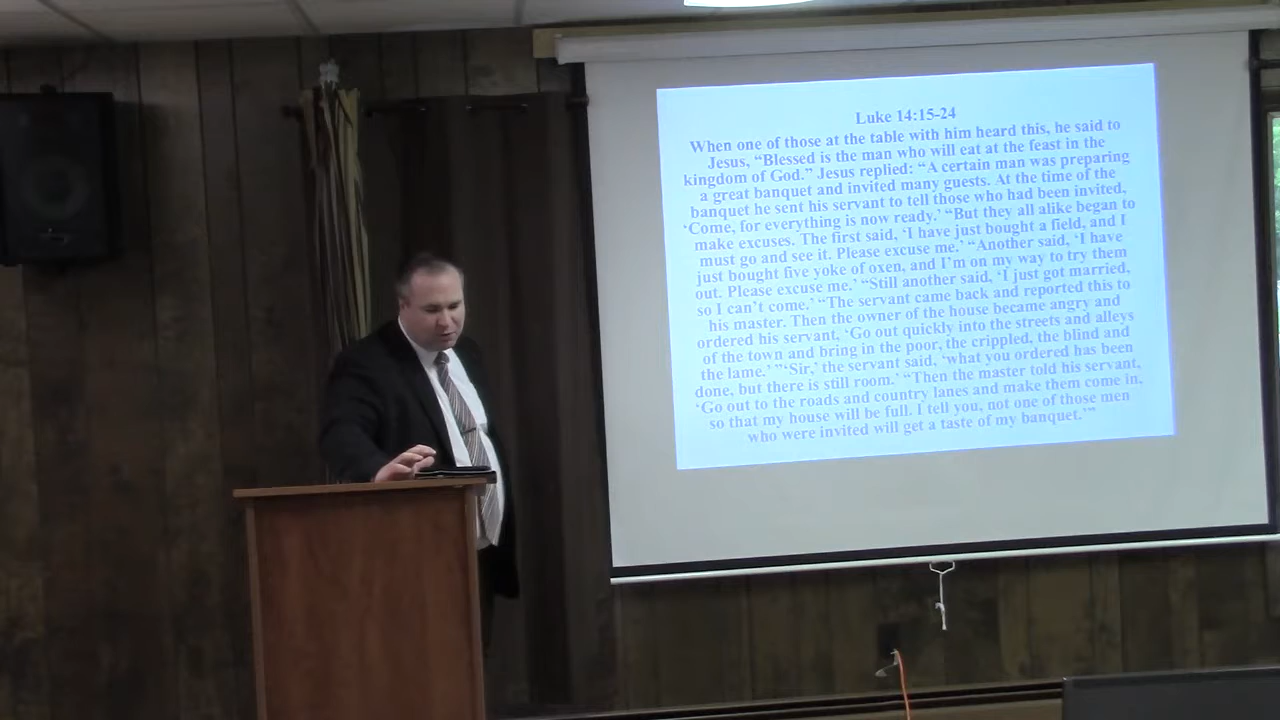 Luke 14:15-24
When one of those at the table with him heard this, he said to
Jesus, “Blessed is the man who will eat at the feast in the
kingdom of God.” Jesus replied: “A certain man was preparing
a great banquet and invited many guests. At the time of the
banquet he sent his servant to tell those who had been invited,
‘Come, for everything is now ready.’ “But they all alike began to
make excuses. The first said, ‘I have just bought a field, and I
must go and see it. Please excuse me.’ “Another said, ‘I have
just bought five yoke of oxen, and I’m on my way to try them
out. Please excuse me.’ “Still another said, ‘I just got married,
so I can’t come.’ “The servant came back and reported this to
his master. Then the owner of the house became angry and
ordered his servant, ‘Go out quickly into the streets and alleys
of the town and bring in the poor, the crippled, the blind and
the lame.’ “‘Sir,’ the servant said, ‘what you ordered has been
done, but there is still room.’ “Then the master told his servant,
‘Go out to the roads and country lanes and make them come in,
so that my house will be full. I tell you, not one of those men
who were invited will get a taste of my banquet.’”